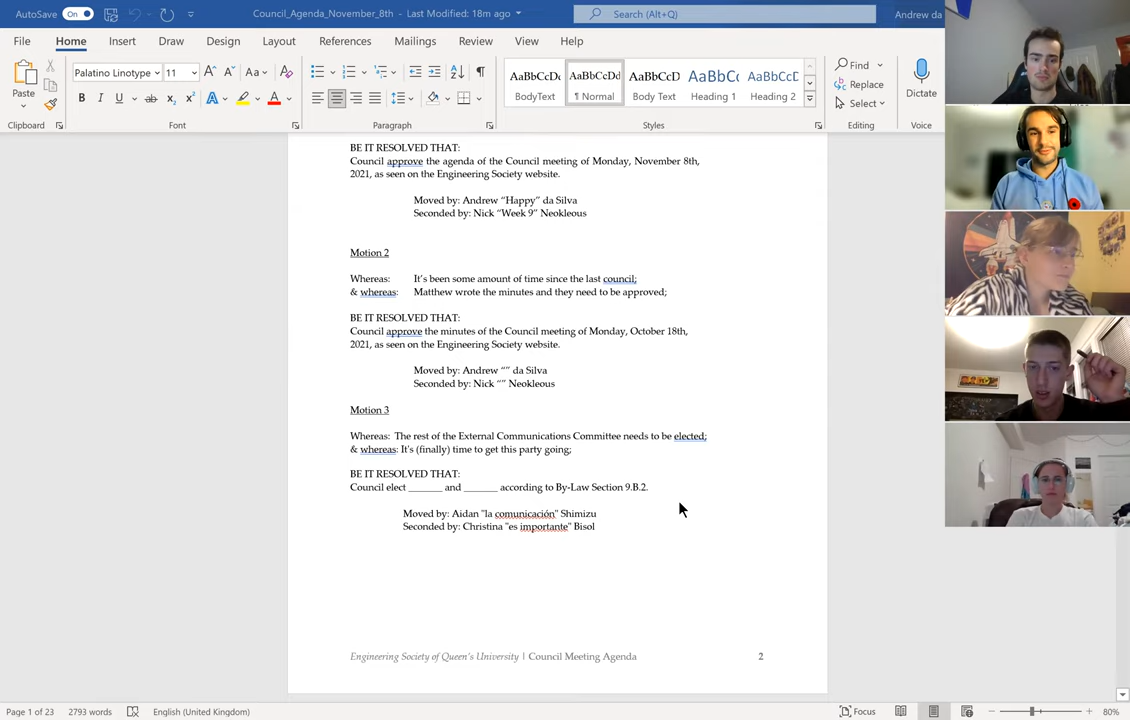 AutoSave On Council_Agenda_November_8th - Last Modified: 18m ago Search (Alt+Q) Andrew da
File Home Insert Draw Design Layout References Mailings Review View Help
Palatino Linotype 11 A A Aa A AaBbCcDc AaBbCcDd AaBbCcD AaBbCc AaBbCcD Find
Paste Replace Dictate
B I U ab x2 x2 A A BodyText ¶ Normal Body Text Heading 1 Heading 2 Select
Clipboard Font Paragraph Styles Editing Voice
BE IT RESOLVED THAT:
Council approve the agenda of the Council meeting of Monday, November 8th,
2021, as seen on the Engineering Society website.
Moved by: Andrew “Happy” da Silva
Seconded by: Nick “Week 9” Neokleous
Motion 2
Whereas: It’s been some amount of time since the last council;
& whereas: Matthew wrote the minutes and they need to be approved;
BE IT RESOLVED THAT:
Council approve the minutes of the Council meeting of Monday, October 18th,
2021, as seen on the Engineering Society website.
Moved by: Andrew “” da Silva
Seconded by: Nick “” Neokleous
Motion 3
Whereas: The rest of the External Communications Committee needs to be elected;
& whereas: It's (finally) time to get this party going;
BE IT RESOLVED THAT:
Council elect _______ and _______ according to By-Law Section 9.B.2.
Moved by: Aidan "la comunicación" Shimizu
Seconded by: Christina "es importante" Bisol
Engineering Society of Queen's University | Council Meeting Agenda 2
Page 1 of 23 2793 words English (United Kingdom) Focus 80%